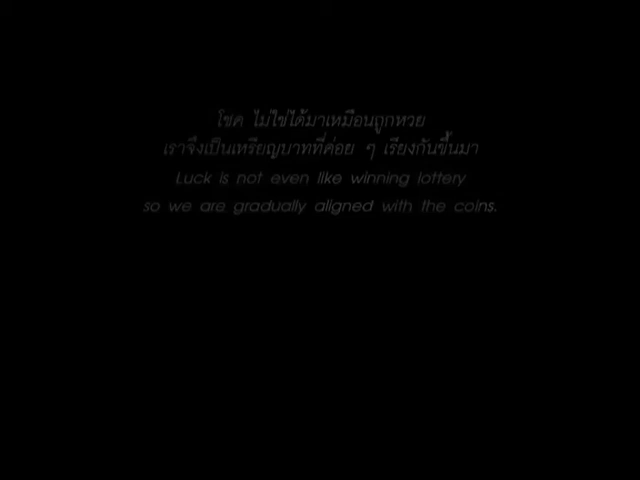 โชค ไม่ใช่ได้มาเหมือนถูกหวย
เราจึงเป็นเหรียญบาทที่ค่อย ๆ เรียงกันขึ้นมา
Luck is not even like winning lottery
so we are gradually aligned with the coins.